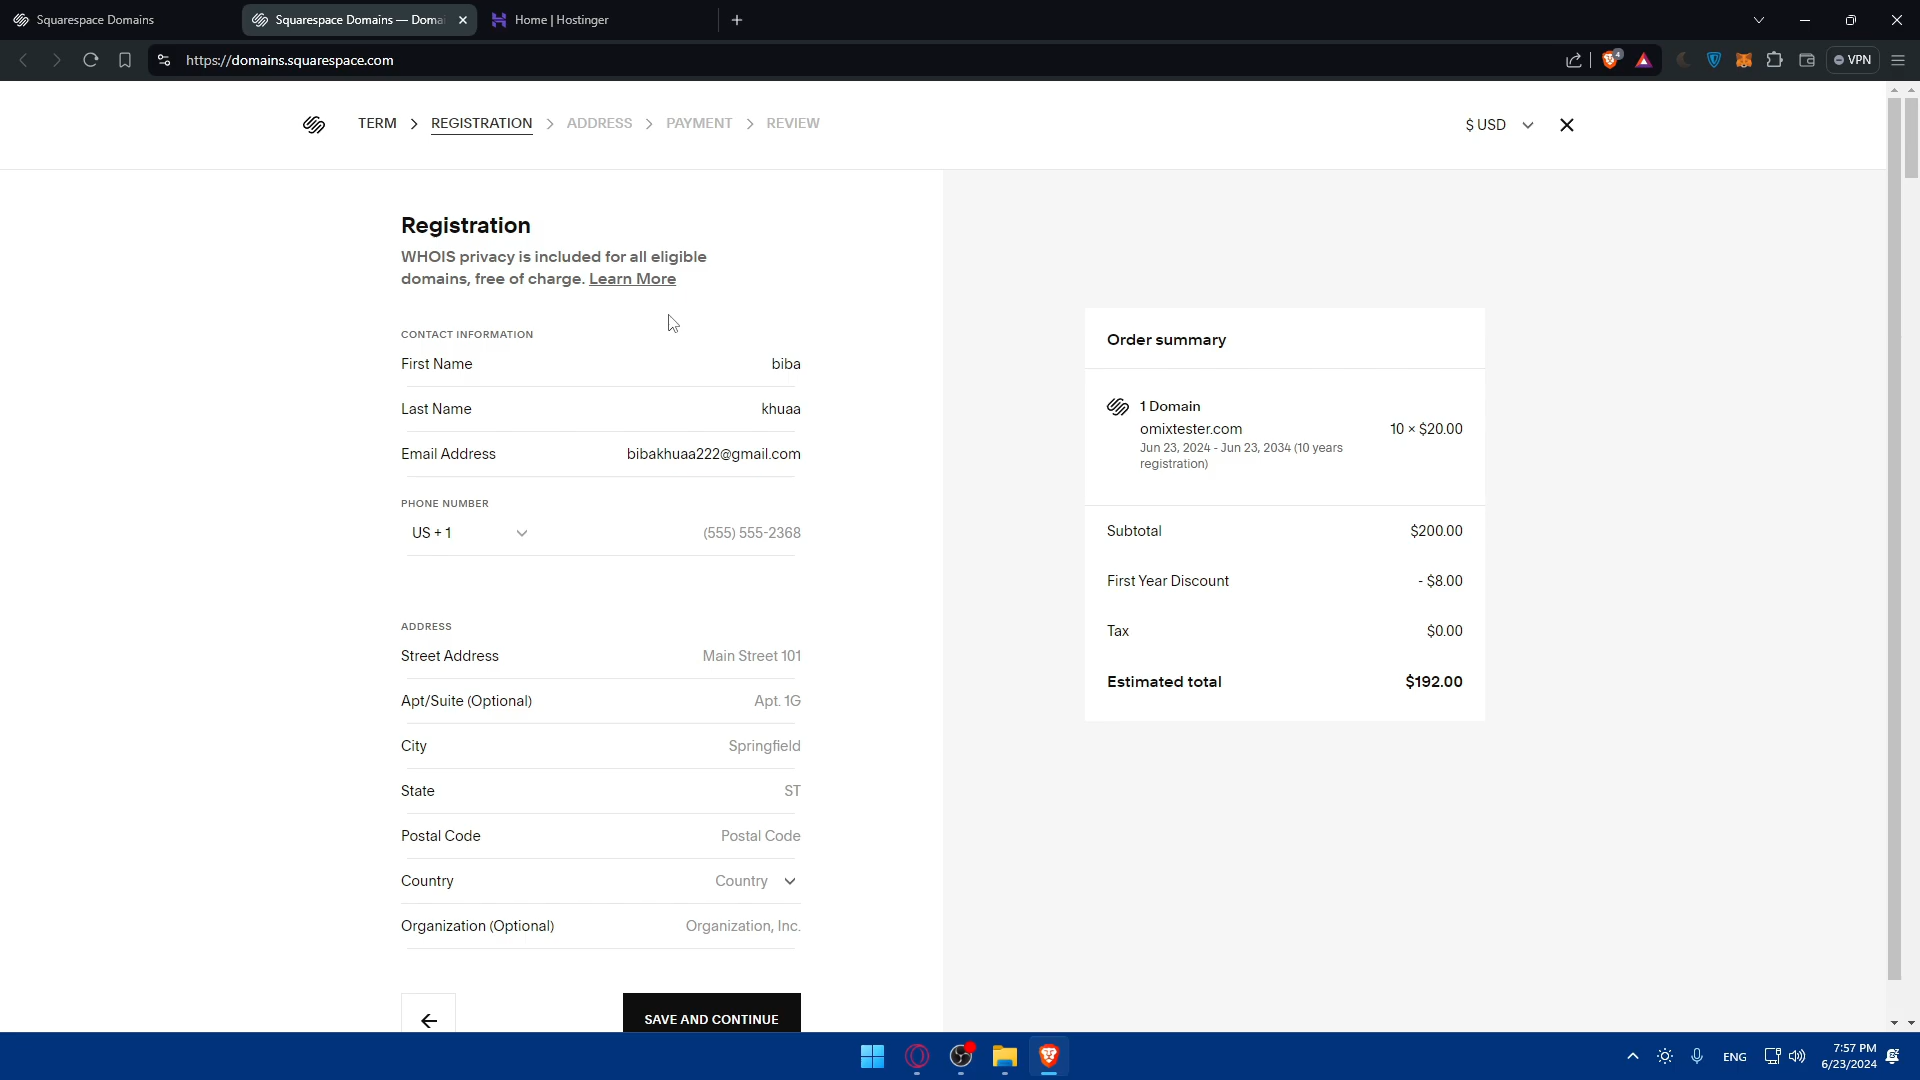 Squarespace Domains
Squarespace Domains — Domai
Home | Hostinger
https://domains.squarespace.com
4
VPN
TERM
REGISTRATION
ADDRESS
PAYMENT
REVIEW
$ USD
Registration
WHOIS privacy is included for all eligible
domains, free of charge. Learn More
CONTACT INFORMATION
First Name
biba
Last Name
khuaa
Email Address
bibakhuaa222@gmail.com
PHONE NUMBER
US + 1
(555) 555-2368
ADDRESS
Street Address
Main Street 101
Apt/Suite (Optional)
Apt. 1G
City
Springfield
State
ST
Postal Code
Postal Code
Country
Country
Organization (Optional)
Organization, Inc.
SAVE AND CONTINUE
Order summary
1 Domain
omixtester.com
10 × $20.00
Jun 23, 2024 - Jun 23, 2034 (10 years
registration)
Subtotal
$200.00
First Year Discount
- $8.00
Tax
$0.00
Estimated total
$192.00
ENG
7:57 PM
6/23/2024